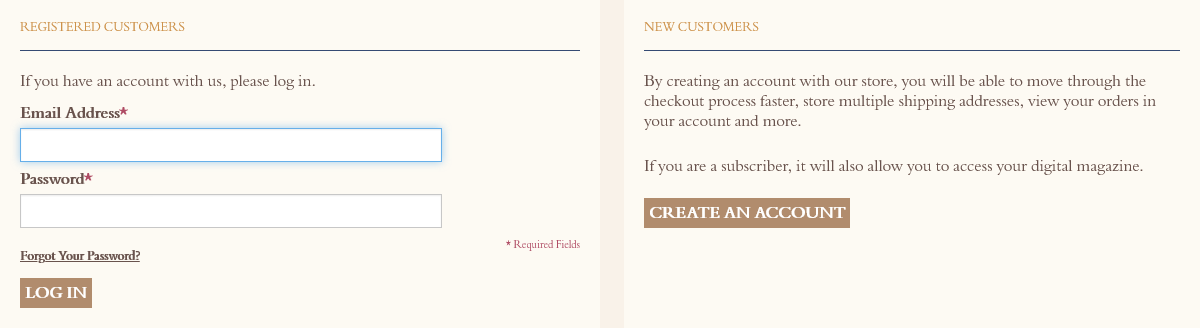 REGISTERED CUSTOMERS
If you have an account with us, please log in.
Email Address*
Password*
* Required Fields
Forgot Your Password?
LOG IN
NEW CUSTOMERS
By creating an account with our store, you will be able to move through the
checkout process faster, store multiple shipping addresses, view your orders in
your account and more.
If you are a subscriber, it will also allow you to access your digital magazine.
CREATE AN ACCOUNT